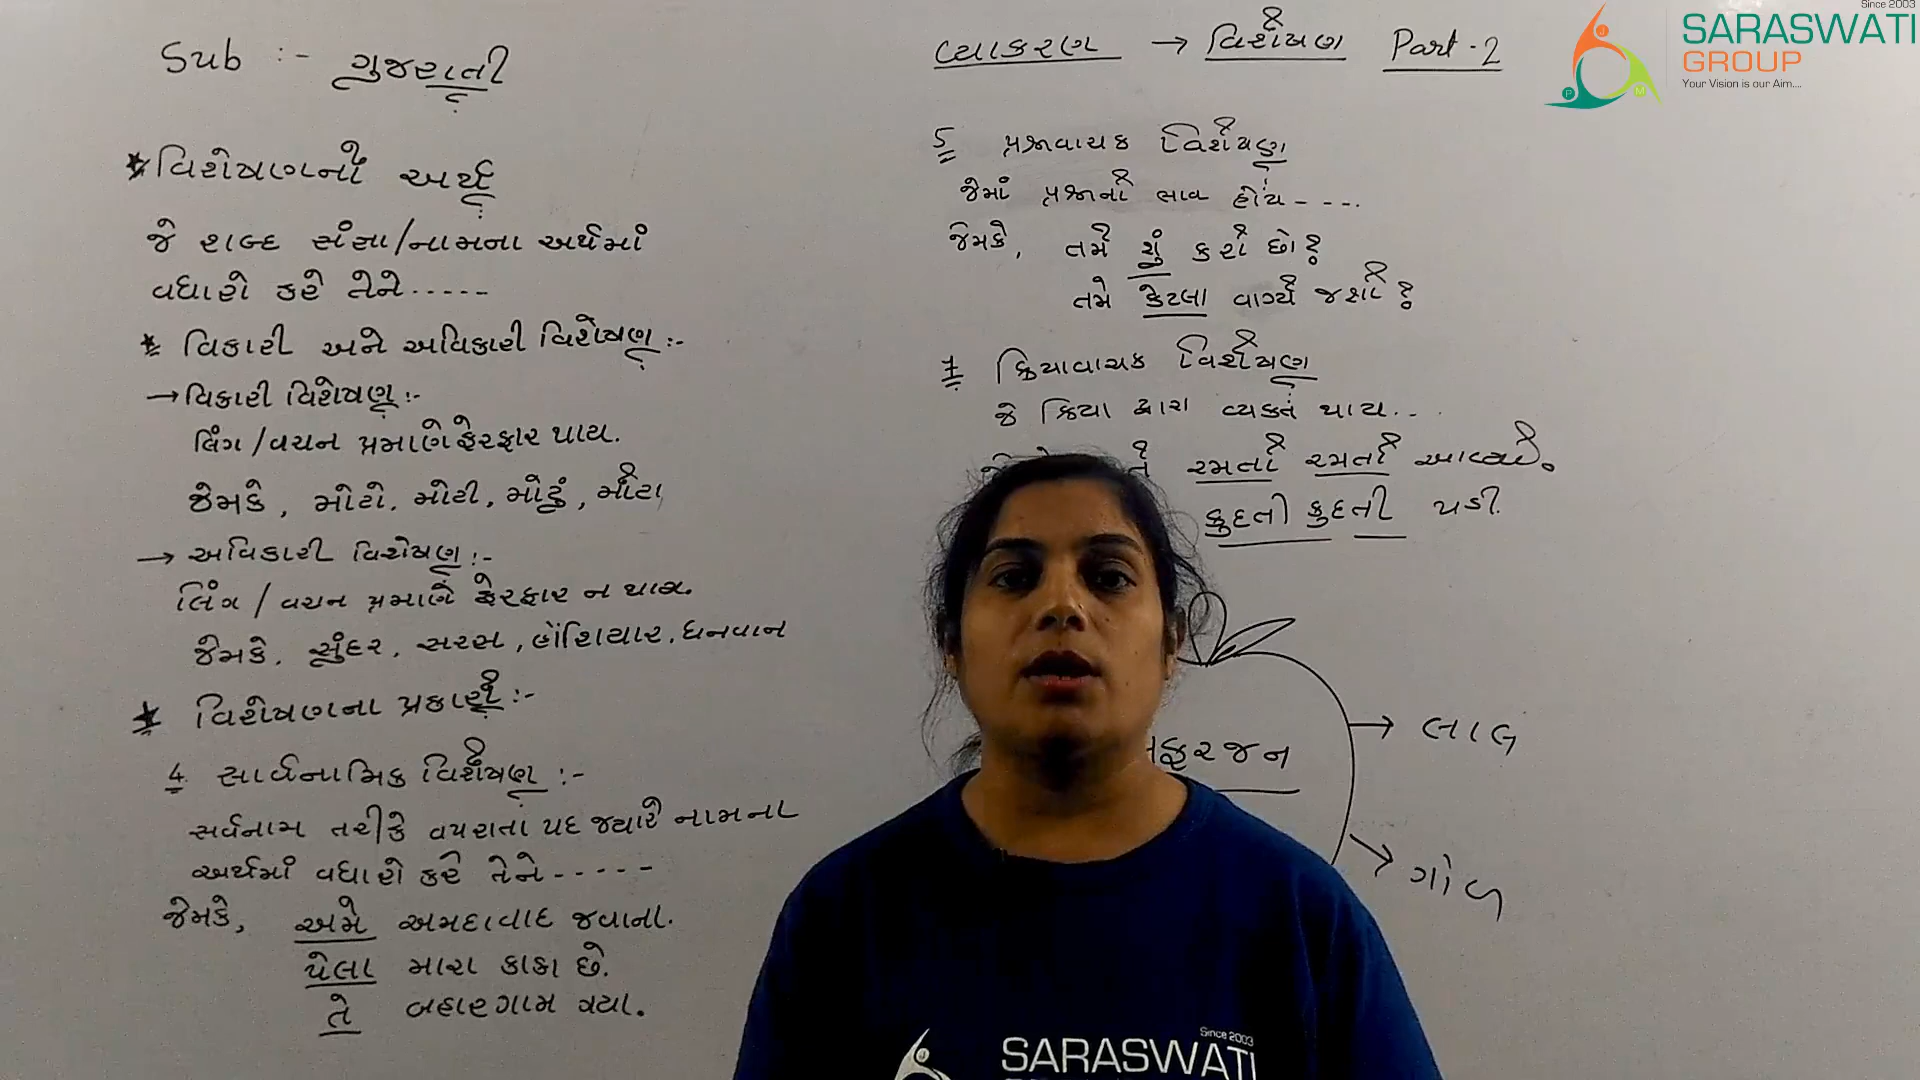 Sub :- ગુજરાતી
* વિશેષણનો અર્થ
જે શબ્દ સંજ્ઞા/નામના અર્થમાં
વધારો કરે તેને.....
* વિકારી અને અવિકારી વિશેષણ :-
→ વિકારી વિશેષણ :-
લિંગ/વચન પ્રમાણે ફેરફાર થાય.
જેમકે, મોટો, મોટી, મોટું, મોટા
→ અવિકારી વિશેષણ :-
લિંગ/વચન પ્રમાણે ફેરફાર ન થાય.
જેમકે, સુંદર, સરસ, હોંશિયાર, ધનવાન
* વિશેષણના પ્રકારો :-
4 સાર્વનામિક વિશેષણ :-
સર્વનામ તરીકે વપરાતાં પદ જ્યારે નામના
અર્થમાં વધારો કરે તેને-----
જેમકે, અમે અમદાવાદ જવાના.
પેલા મારા કાકા છે.
તે બહારગામ ગયા.
વ્યાકરણ → વિશેષણ Part-2
5 પ્રશ્નવાચક વિશેષણ
જેમાં પ્રશ્નનો ભાવ હોય----.
જેમકે, તમે શું કરો છો?
તમે કેટલા વાગ્યે જશો?
7 ક્રિયાવાચક વિશેષણ
જે ક્રિયા દ્વારા વ્યક્ત થાય...
રમતો રમતો આવ્યો.
કુદતી કુદતી પડી.
ફરજન
→ લાલ
→ ગોળ
Since 2003
SARASWATI
GROUP
Your Vision is our Aim....
J
P
M
Since 2003
SARASWATI